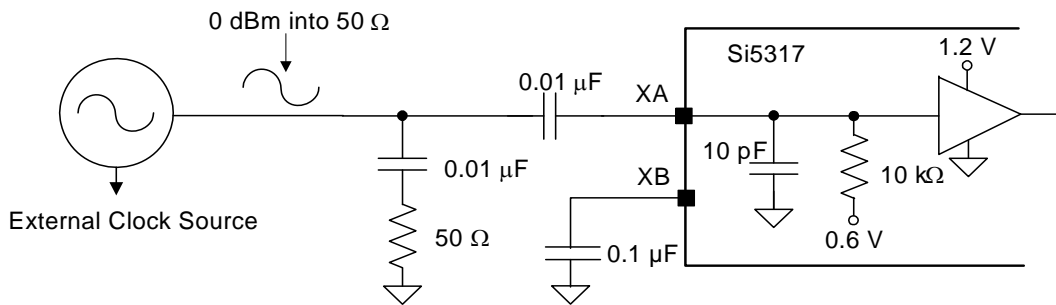 0 dBm into 50 Ω
Si5317
1.2 V
0.01 μF
XA
10 pF
0.01 μF
XB
10 kΩ
External Clock Source
50 Ω
0.1 µF
0.6 V